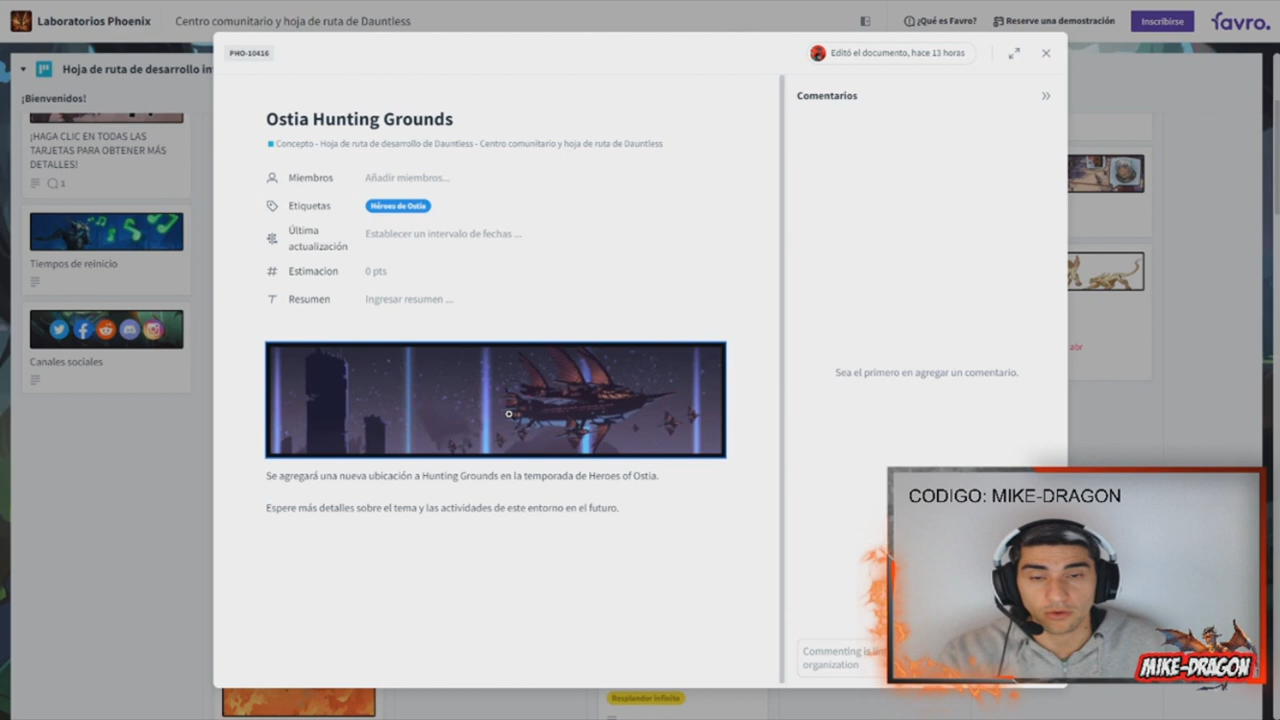 Laboratorios Phoenix
Centro comunitario y hoja de ruta de Dauntless
¿Qué es Favro?
Reserve una demostración
Inscribirse
favro.
Hoja de ruta de desarrollo in
¡Bienvenidos!
¡HAGA CLIC EN TODAS LAS
TARJETAS PARA OBTENER MÁS
DETALLES!
1
Tiempos de reinicio
Canales sociales
PHO-10416
Editó el documento, hace 13 horas
Ostia Hunting Grounds
Concepto - Hoja de ruta de desarrollo de Dauntless - Centro comunitario y hoja de ruta de Dauntless
Miembros
Añadir miembros...
Etiquetas
Héroes de Ostia
Última
actualización
Establecer un intervalo de fechas ...
Estimacion
0 pts
Resumen
Ingresar resumen ...
Se agregará una nueva ubicación a Hunting Grounds en la temporada de Heroes of Ostia.
Espere más detalles sobre el tema y las actividades de este entorno en el futuro.
Comentarios
Sea el primero en agregar un comentario.
Commenting is
organization
abr
Resplandor infinito
CODIGO: MIKE-DRAGON
MIKE-DRAGON